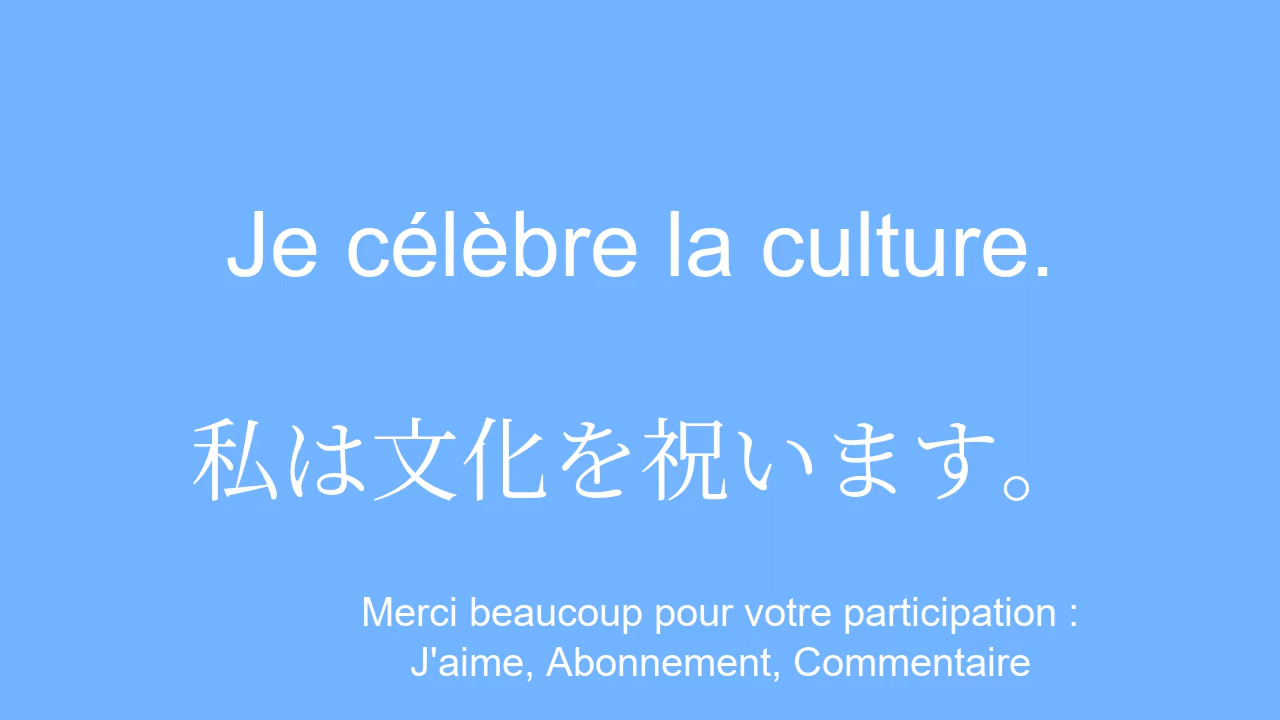 Je célèbre la culture.
私は文化を祝います。
Merci beaucoup pour votre participation :
J'aime, Abonnement, Commentaire